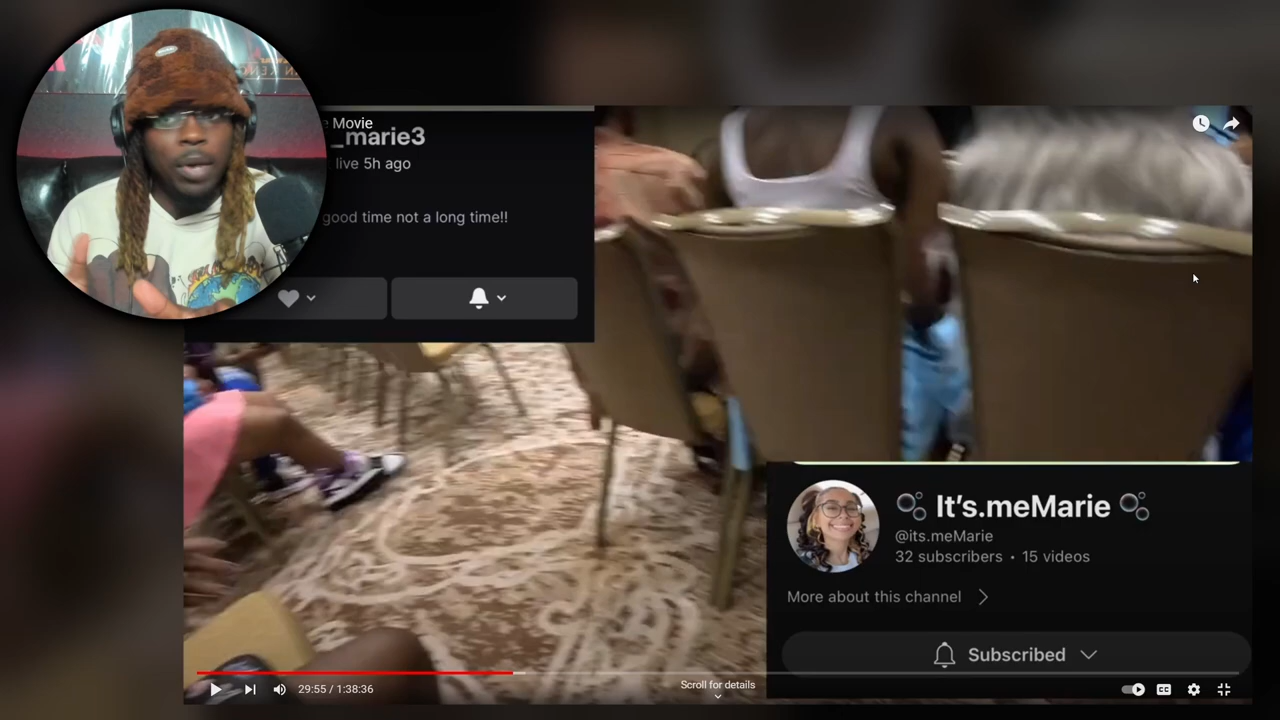 e Movie
_marie3
live 5h ago
good time not a long time!!
It's.meMarie
@its.meMarie
32 subscribers • 15 videos
More about this channel
Subscribed
29:55 / 1:38:36
Scroll for details
CC